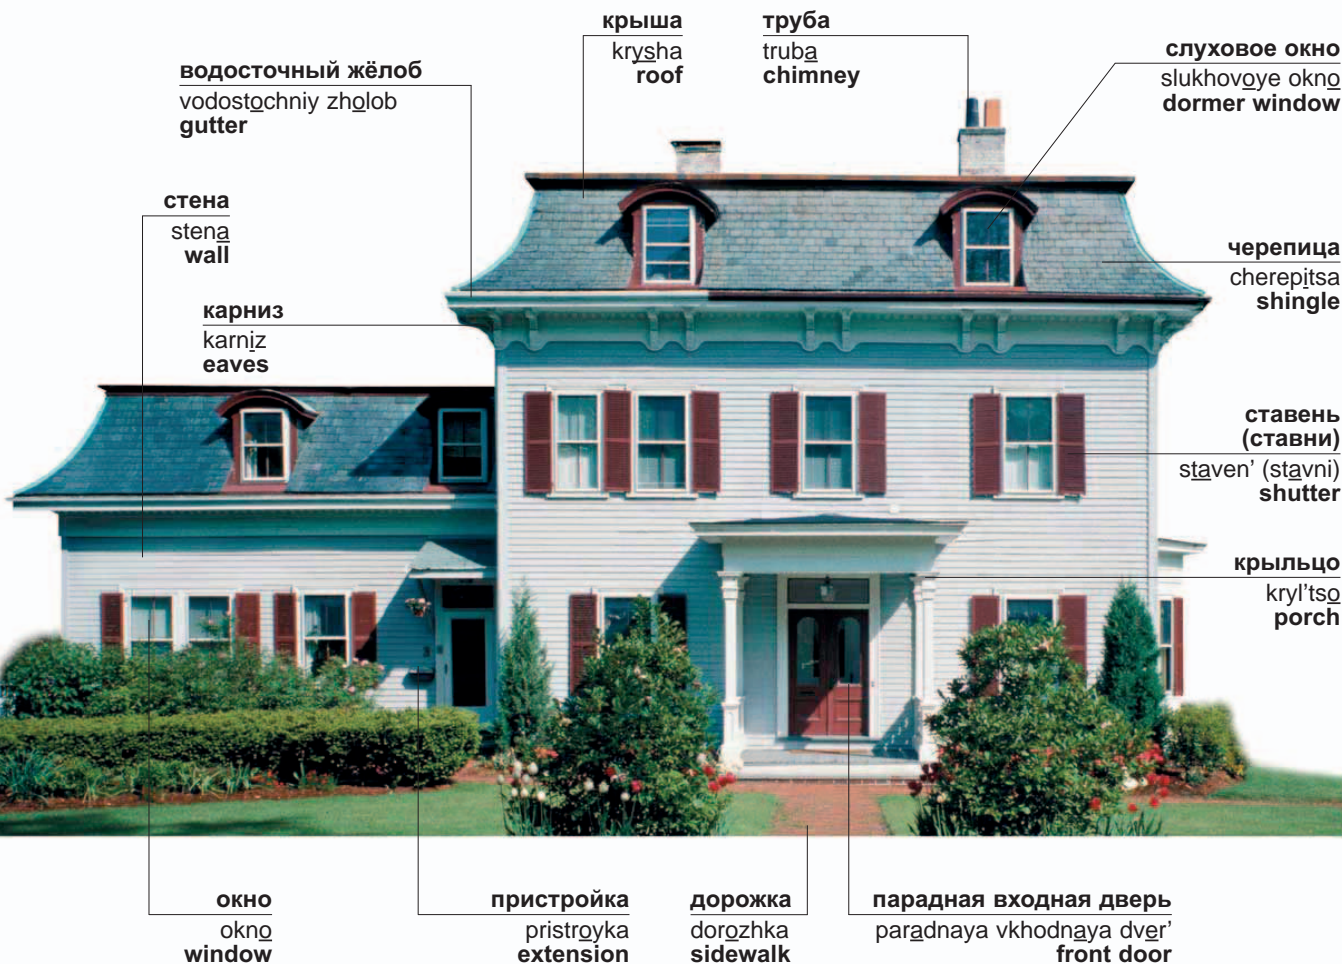 крыша
krysha
roof
труба
truba
chimney
слуховое окно
slukhovoye okno
dormer window
водосточный жёлоб
vodostochniy zholob
gutter
стена
stena
wall
черепица
cherepitsa
shingle
карниз
karniz
eaves
ставень
(ставни)
staven' (stavni)
shutter
крыльцо
kryl'tso
porch
окно
okno
window
пристройка
pristroyka
extension
дорожка
dorozhka
sidewalk
парадная входная дверь
paradnaya vkhodnaya dver'
front door